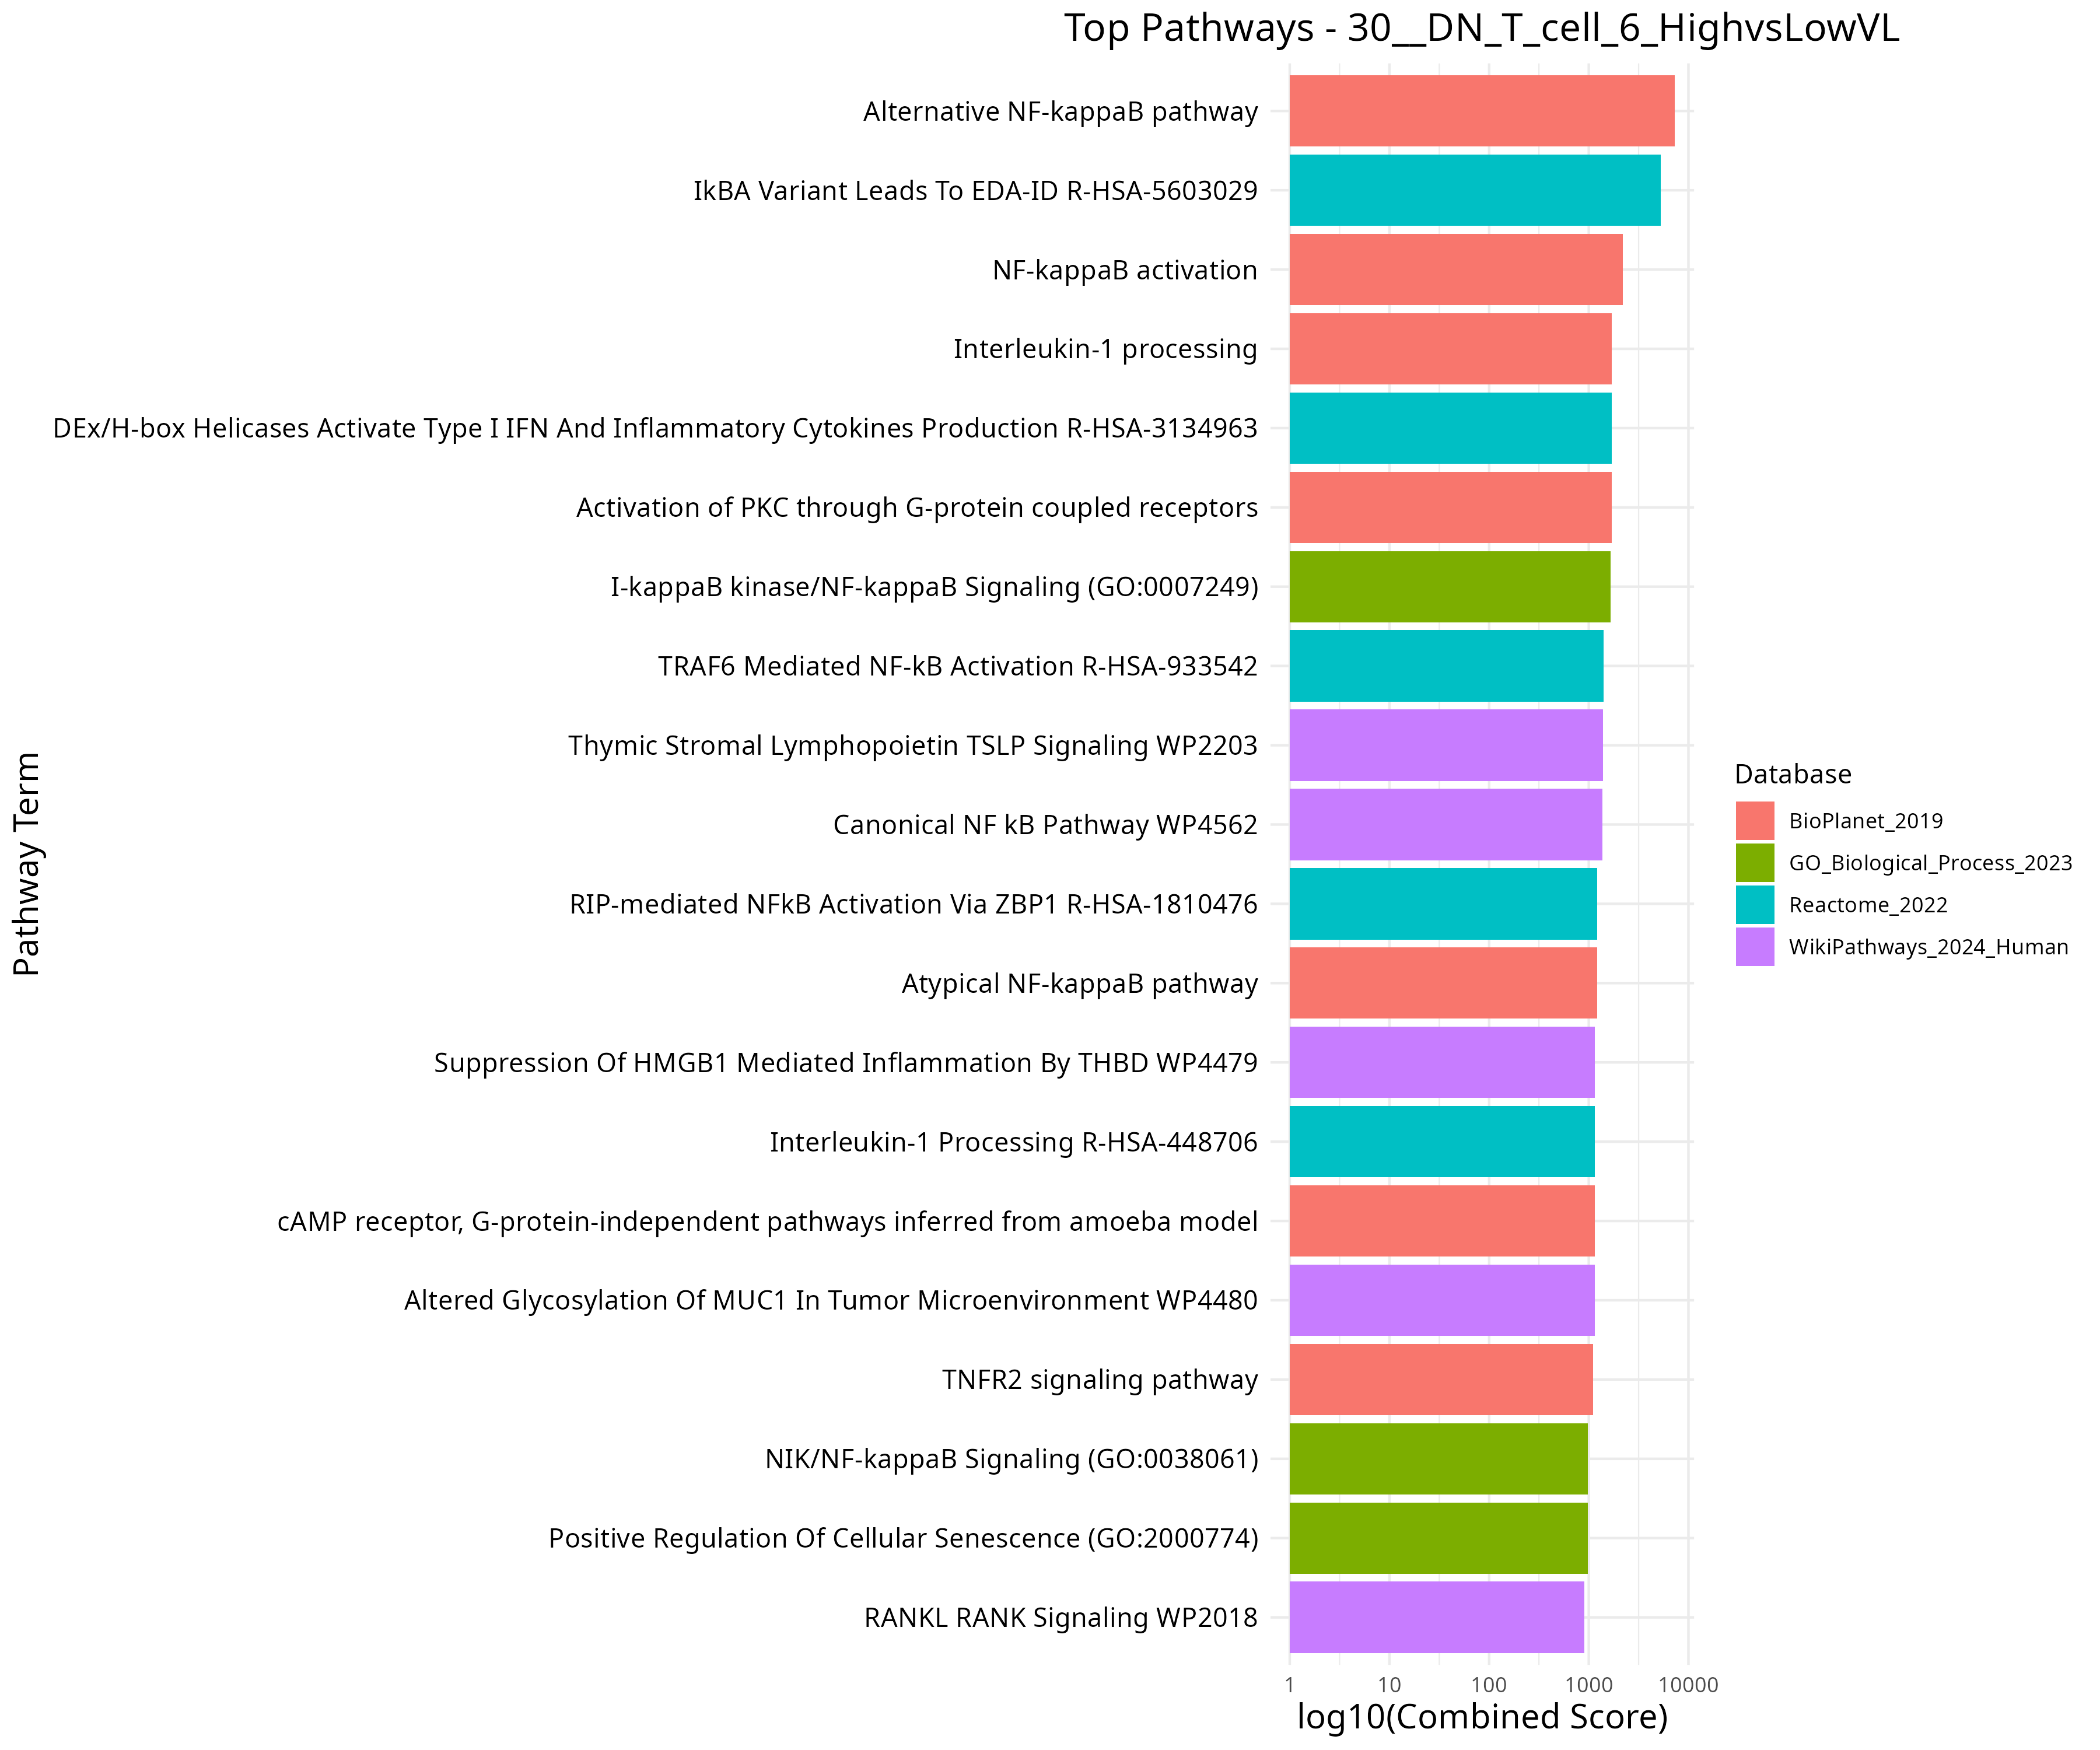 Top Pathways - 30__DN_T_cell_6_HighvsLowVL
Pathway Term
Alternative NF-kappaB pathway
IkBA Variant Leads To EDA-ID R-HSA-5603029
NF-kappaB activation
Interleukin-1 processing
DEx/H-box Helicases Activate Type I IFN And Inflammatory Cytokines Production R-HSA-3134963
Activation of PKC through G-protein coupled receptors
I-kappaB kinase/NF-kappaB Signaling (GO:0007249)
TRAF6 Mediated NF-kB Activation R-HSA-933542
Thymic Stromal Lymphopoietin TSLP Signaling WP2203
Canonical NF kB Pathway WP4562
RIP-mediated NFkB Activation Via ZBP1 R-HSA-1810476
Atypical NF-kappaB pathway
Suppression Of HMGB1 Mediated Inflammation By THBD WP4479
Interleukin-1 Processing R-HSA-448706
cAMP receptor, G-protein-independent pathways inferred from amoeba model
Altered Glycosylation Of MUC1 In Tumor Microenvironment WP4480
TNFR2 signaling pathway
NIK/NF-kappaB Signaling (GO:0038061)
Positive Regulation Of Cellular Senescence (GO:2000774)
RANKL RANK Signaling WP2018
1 10 100 1000 10000
log10(Combined Score)
Database
BioPlanet_2019
GO_Biological_Process_2023
Reactome_2022
WikiPathways_2024_Human